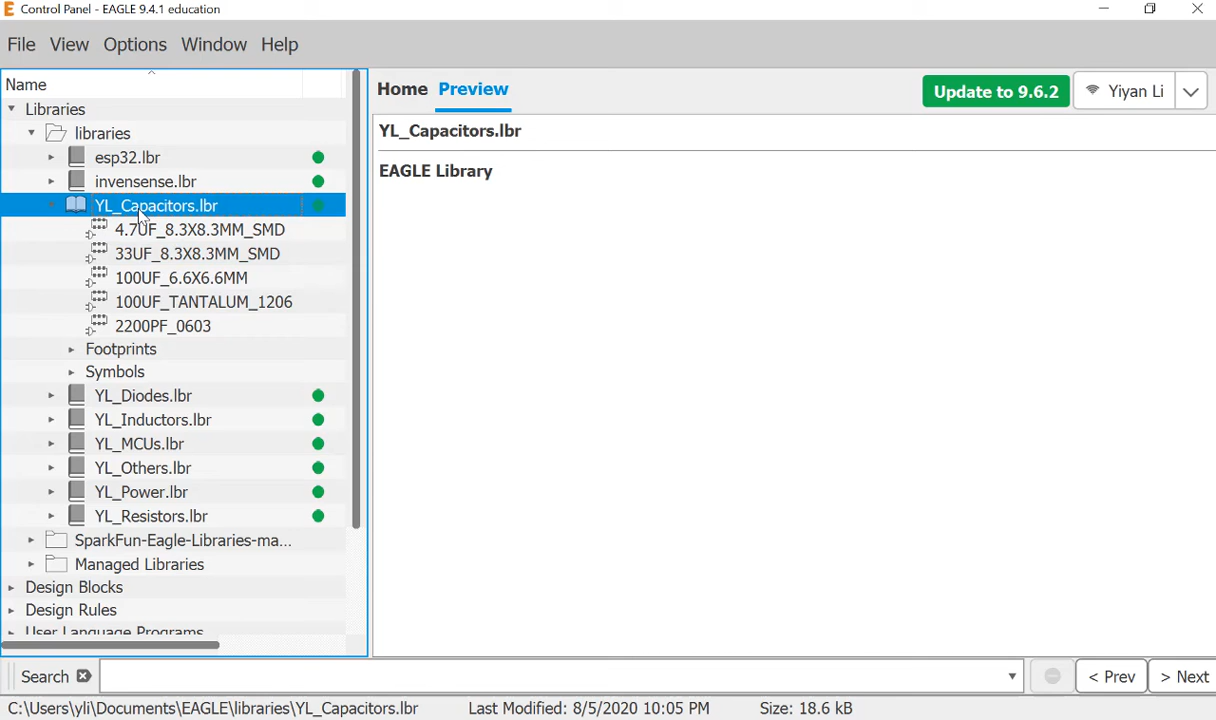 Control Panel - EAGLE 9.4.1 education
File View Options Window Help
Name
Libraries
libraries
esp32.lbr
invensense.lbr
YL_Capacitors.lbr
4.7UF_8.3X8.3MM_SMD
33UF_8.3X8.3MM_SMD
100UF_6.6X6.6MM
100UF_TANTALUM_1206
2200PF_0603
Footprints
Symbols
YL_Diodes.lbr
YL_Inductors.lbr
YL_MCUs.lbr
YL_Others.lbr
YL_Power.lbr
YL_Resistors.lbr
SparkFun-Eagle-Libraries-ma...
Managed Libraries
Design Blocks
Design Rules
User Language Programs
Home Preview
Update to 9.6.2
Yiyan Li
YL_Capacitors.lbr
EAGLE Library
Search
< Prev
> Next
C:\Users\yli\Documents\EAGLE\libraries\YL_Capacitors.lbr Last Modified: 8/5/2020 10:05 PM Size: 18.6 kB